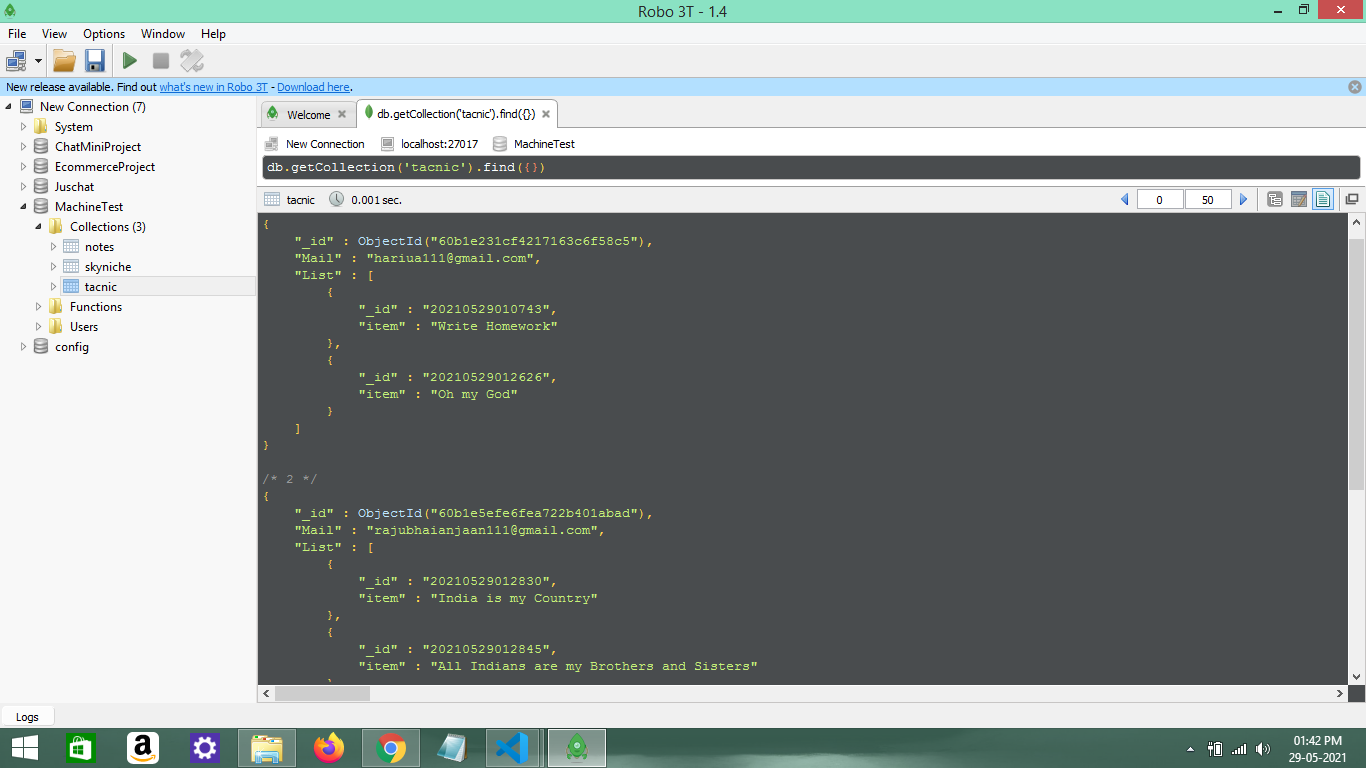 Robo 3T - 1.4
File View Options Window Help
New release available. Find out what's new in Robo 3T - Download here.
New Connection (7)
System
ChatMiniProject
EcommerceProject
Juschat
MachineTest
Collections (3)
notes
skyniche
tacnic
Functions
Users
config
Welcome
db.getCollection('tacnic').find({})
New Connection localhost:27017 MachineTest
db.getCollection('tacnic').find({})
tacnic 0.001 sec. 0 50
{
"_id" : ObjectId("60b1e231cf4217163c6f58c5"),
"Mail" : "hariua111@gmail.com",
"List" : [
{
"_id" : "20210529010743",
"item" : "Write Homework"
},
{
"_id" : "20210529012626",
"item" : "Oh my God"
}
]
}
/* 2 */
{
"_id" : ObjectId("60b1e5efe6fea722b401abad"),
"Mail" : "rajubhaianjaan111@gmail.com",
"List" : [
{
"_id" : "20210529012830",
"item" : "India is my Country"
},
{
"_id" : "20210529012845",
"item" : "All Indians are my Brothers and Sisters"
Logs
01:42 PM
29-05-2021